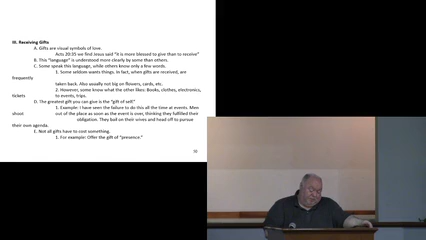 III. Receiving Gifts
A. Gifts are visual symbols of love.
Acts 20:35 we find Jesus said "it is more blessed to give than to receive"
B. This "language" is understood more clearly by some than others.
C. Some speak this language, while others know only a few words.
1. Some seldom wants things. In fact, when gifts are received, are
frequently
taken back. Also usually not big on flowers, cards, etc.
2. However, some know what the other likes: Books, clothes, electronics,
tickets
to events, trips.
D. The greatest gift you can give is the "gift of self."
1. Example: I have seen the failure to do this all the time at events. Men
shoot
out of the place as soon as the event is over, thinking they fulfilled their
obligation. They bail on their wives and head off to pursue
their own agenda.
E. Not all gifts have to cost something.
1. For example: Offer the gift of "presence."